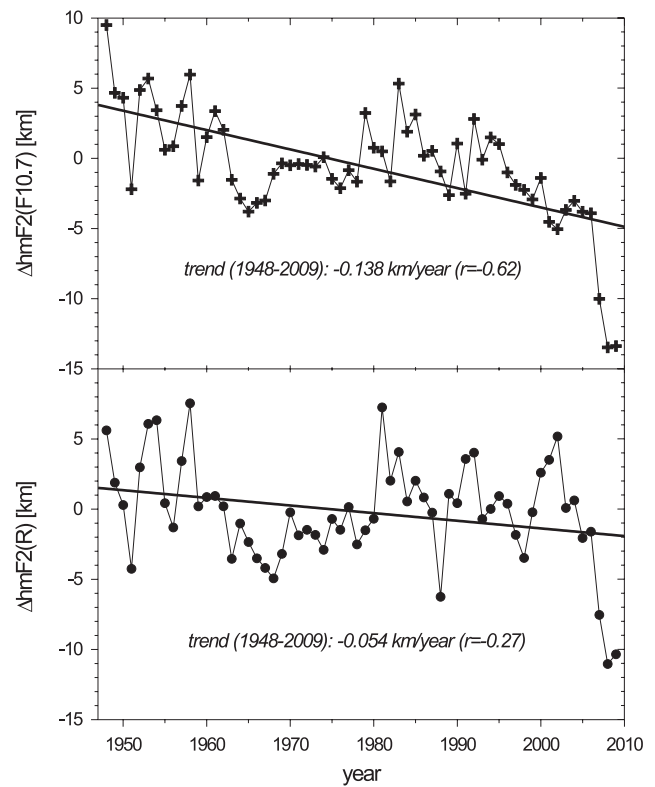 10
5
0
-5
-10
-15
ΔhmF2(F10.7) [km]
trend (1948-2009): -0.138 km/year (r=-0.62)
5
0
-5
-10
-15
ΔhmF2(R) [km]
trend (1948-2009): -0.054 km/year (r=-0.27)
1950 1960 1970 1980 1990 2000 2010
year